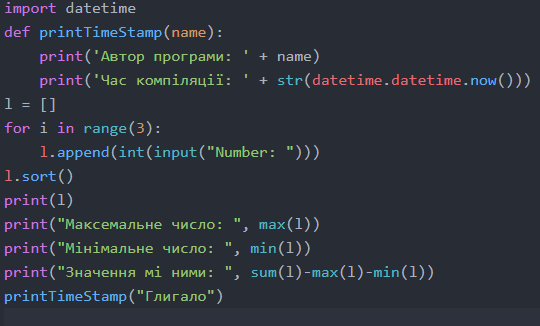 import datetime
def printTimeStamp(name):
    print('Автор програми: ' + name)
    print('Час компіляції: ' + str(datetime.datetime.now()))
l = []
for i in range(3):
    l.append(int(input("Number: ")))
l.sort()
print(l)
print("Максемальне число: ", max(l))
print("Мінімальне число: ", min(l))
print("Значення мі ними: ", sum(l)-max(l)-min(l))
printTimeStamp("Глигало")